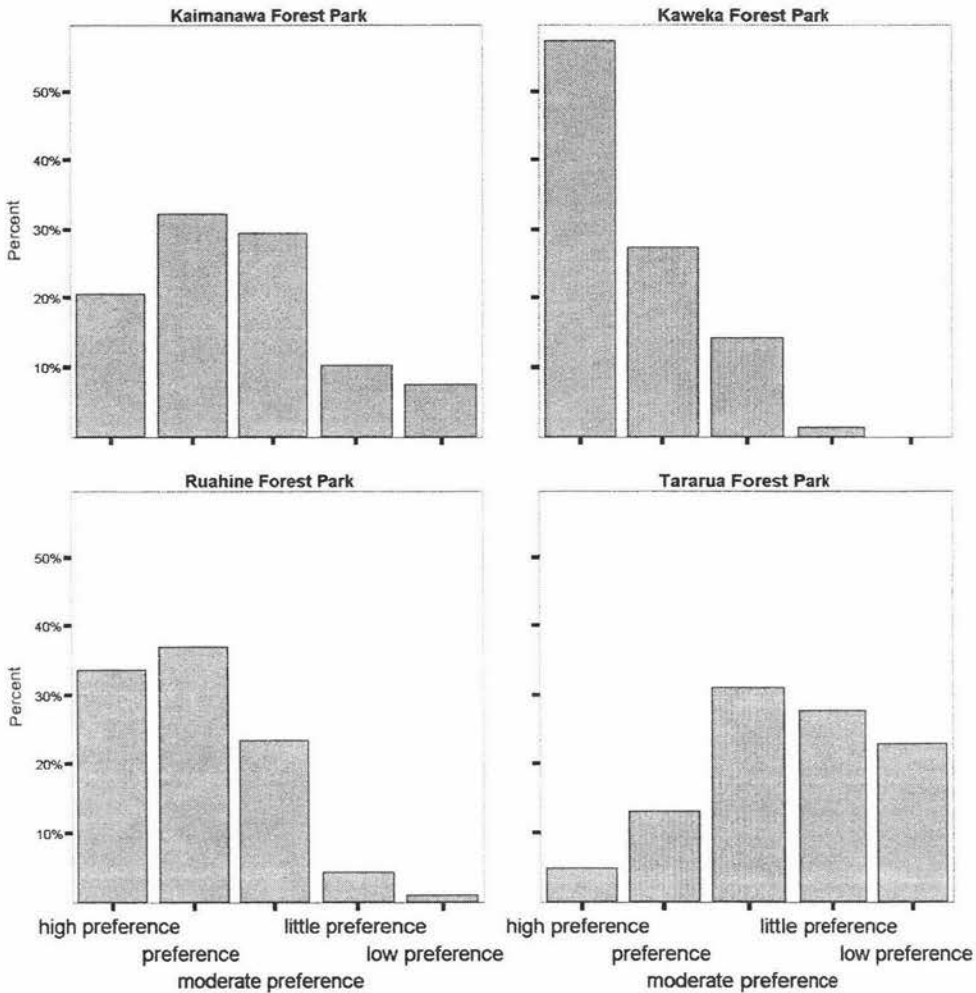 Kaimanawa Forest Park
Kaweka Forest Park
50%
40%
30%
20%
10%
Percent
Ruahine Forest Park
Tararua Forest Park
50%
40%
30%
20%
10%
Percent
high preference
preference
moderate preference
little preference
low preference
high preference
preference
moderate preference
little preference
low preference